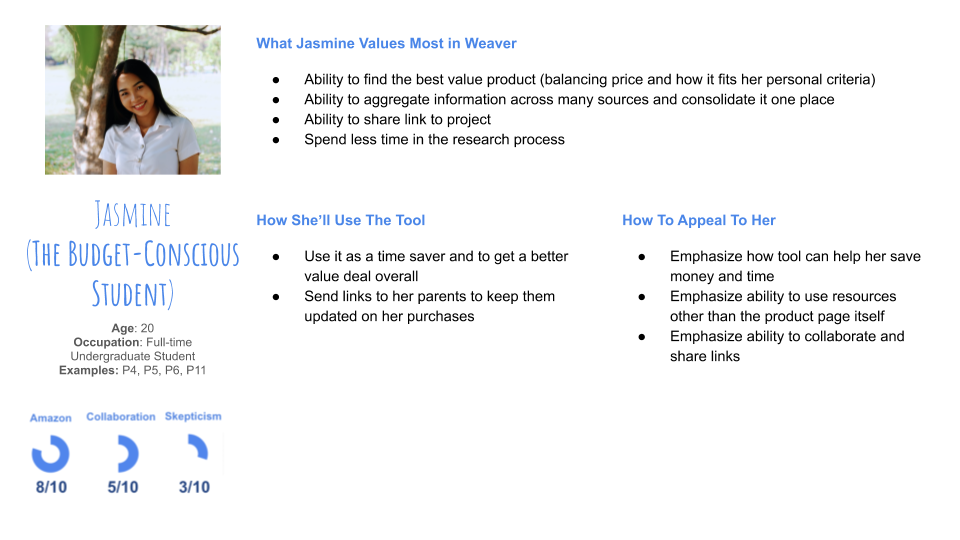 What Jasmine Values Most in Weaver
● Ability to find the best value product (balancing price and how it fits her personal criteria)
● Ability to aggregate information across many sources and consolidate it one place
● Ability to share link to project
● Spend less time in the research process
Jasmine
(The Budget-Conscious
Student)
Age: 20
Occupation: Full-time
Undergraduate Student
Examples: P4, P5, P6, P11
Amazon Collaboration Skepticism
8/10 5/10 3/10
How She’ll Use The Tool
● Use it as a time saver and to get a better
value deal overall
● Send links to her parents to keep them
updated on her purchases
How To Appeal To Her
● Emphasize how tool can help her save
money and time
● Emphasize ability to use resources
other than the product page itself
● Emphasize ability to collaborate and
share links